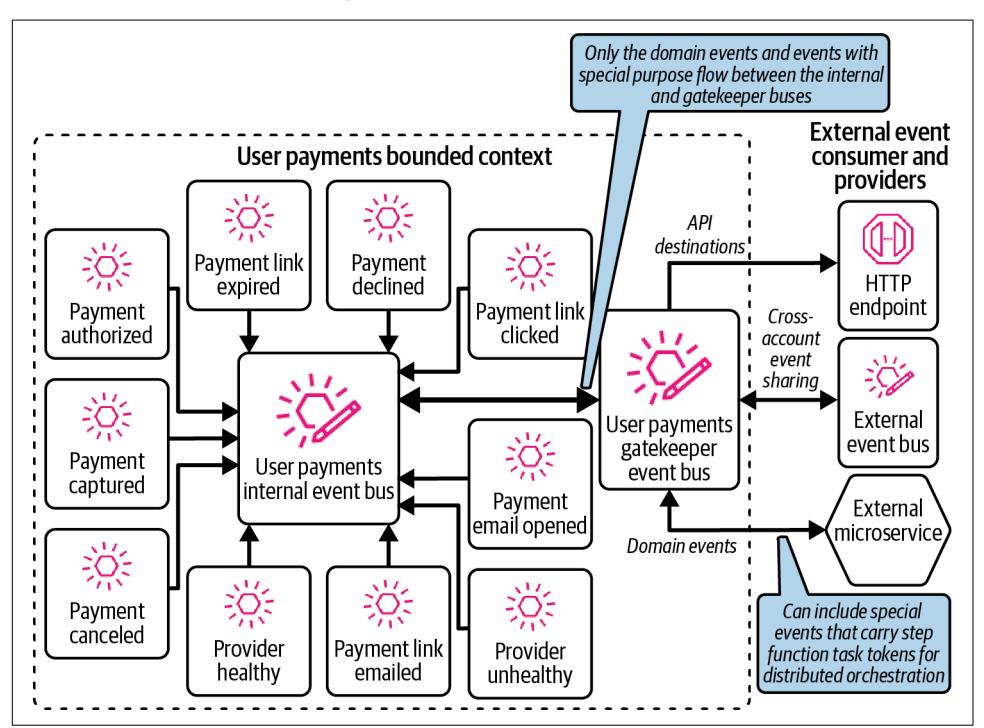 Only the domain events and events with
special purpose flow between the internal
and gatekeeper buses
User payments bounded context
External event
consumer and
providers
Payment link
expired
Payment
declined
Payment
authorized
Payment link
clicked
API
destinations
HTTP
endpoint
Cross-
account
event
sharing
User payments
internal event bus
User payments
gatekeeper
event bus
External
event bus
Payment
captured
Payment
email opened
External
microservice
Domain events
Payment
canceled
Provider
healthy
Payment link
emailed
Provider
unhealthy
Can include special
events that carry step
function task tokens for
distributed orchestration